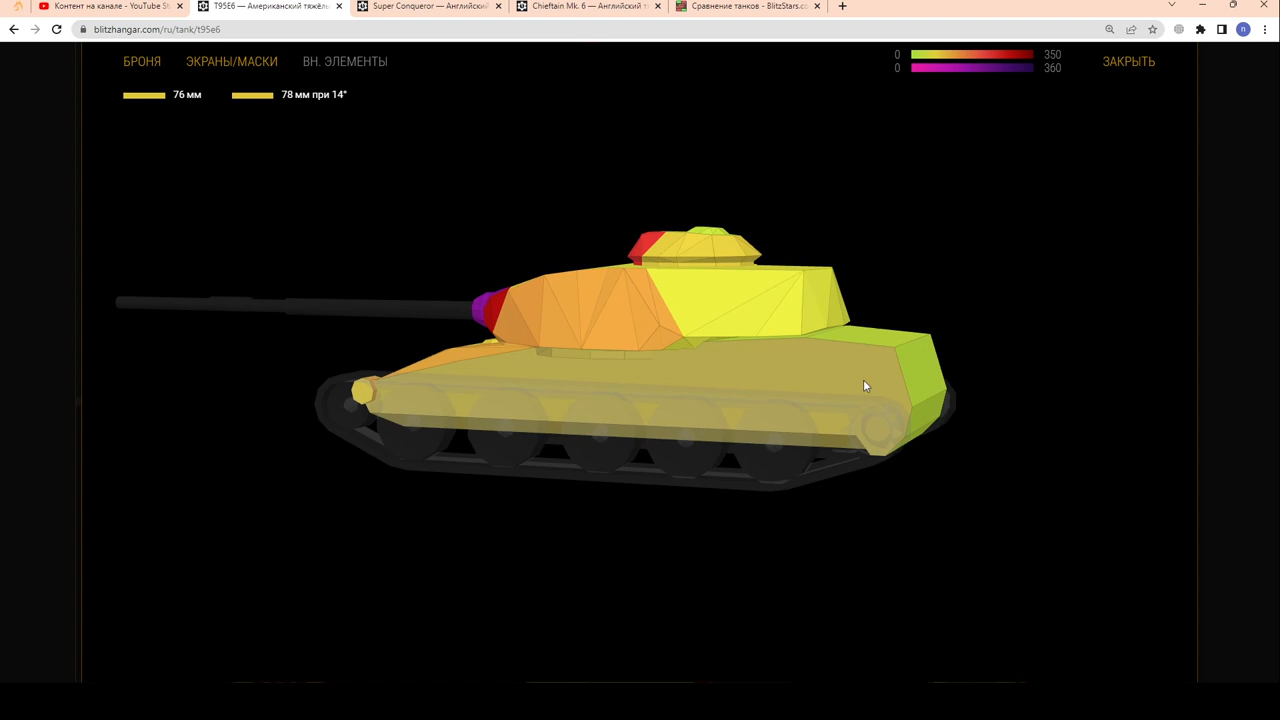 Контент на канале - YouTube St
T95E6 — Американский тяжёл
Super Conqueror — Английский
Chieftain Mk. 6 — Английский т
Сравнение танков - BlitzStars.co
blitzhangar.com/ru/tank/t95e6
n
БРОНЯ
ЭКРАНЫ/МАСКИ
ВН. ЭЛЕМЕНТЫ
0 350
0 360
ЗАКРЫТЬ
76 мм
78 мм при 14°